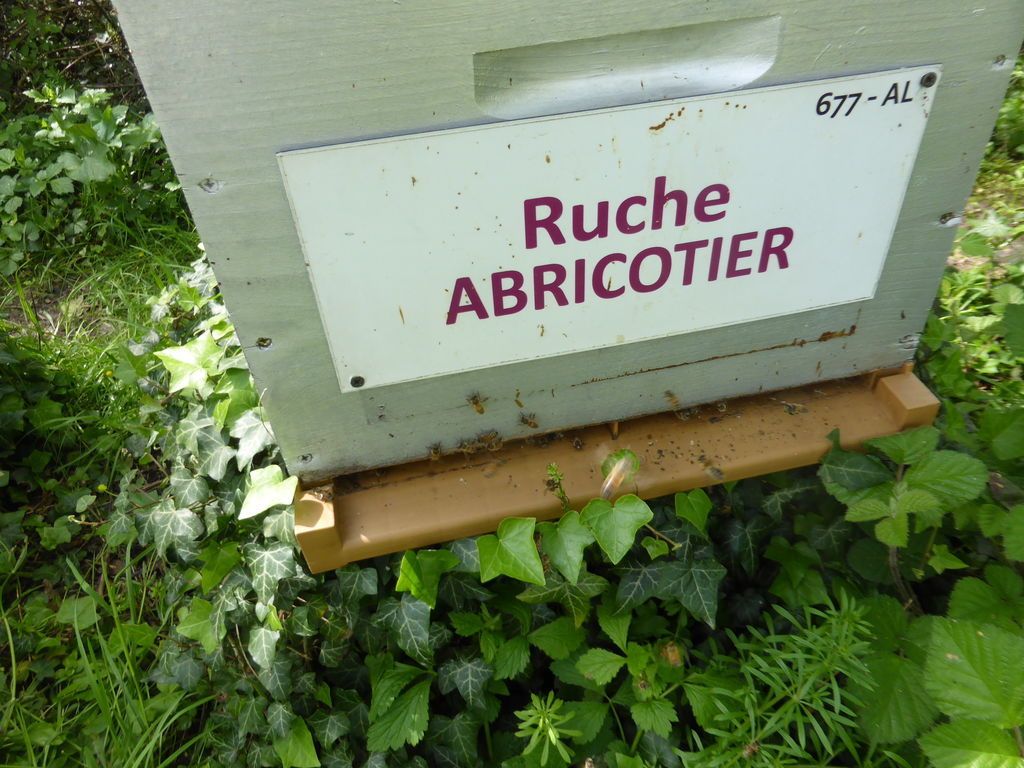 677 - AL
Ruche
ABRICOTIER